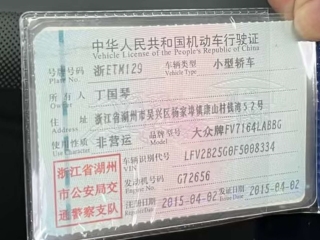 中华人民共和国机动车行驶证
Vehicle License of the People's Republic of China
号牌号码 浙ETM129 车辆类型 小型轿车
Plate No. Vehicle Type
所有人 丁国琴
Owner
住址 浙江省湖州市吴兴区杨家埠镇唐山村钱湾57号
Address
使用性质 非营运 品牌型号 大众牌FV7164LABBG
Use Character Model
浙江省湖州 车辆识别代号 LFV2B25G0F5008334
VIN
市公安局交 发动机号码 G72656
Engine No.
通警察支队 注册日期 2015-04-02 发证日期 2015-04-02
Register Date Issue Date